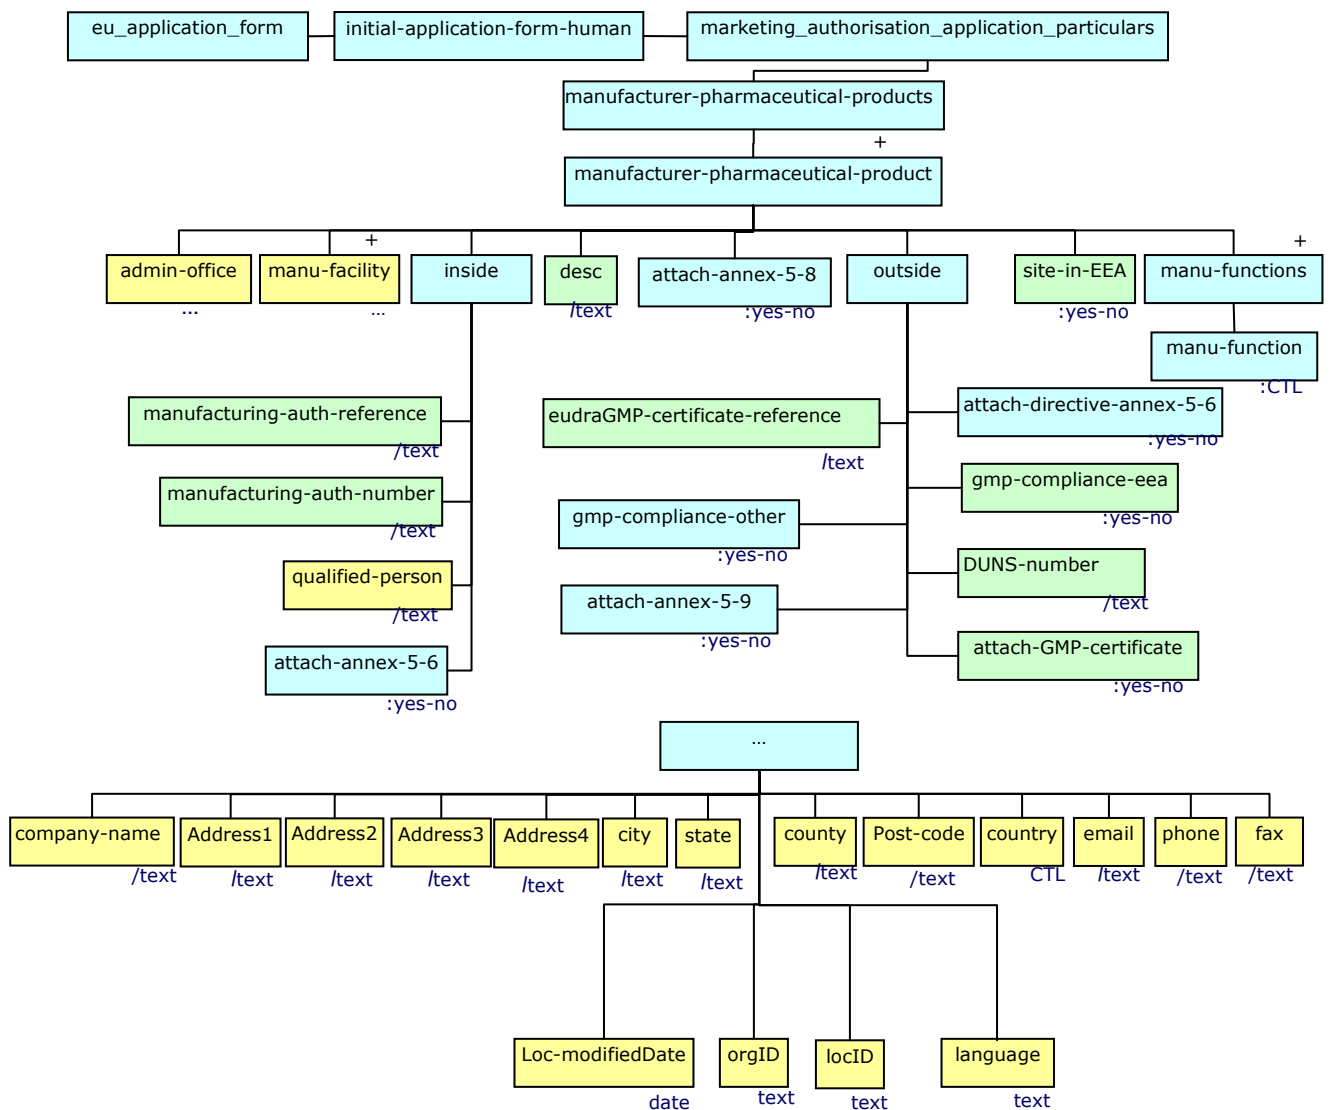 eu_application_form
initial-application-form-human
marketing_authorisation_application_particulars
manufacturer-pharmaceutical-products
+
manufacturer-pharmaceutical-product
+
+
admin-office
manu-facility
inside
desc
attach-annex-5-8
outside
site-in-EEA
manu-functions
...
...
/text
:yes-no
:yes-no
manu-function
:CTL
manufacturing-auth-reference
/text
eudraGMP-certificate-reference
/text
attach-directive-annex-5-6
:yes-no
manufacturing-auth-number
/text
gmp-compliance-eea
:yes-no
gmp-compliance-other
:yes-no
qualified-person
/text
DUNS-number
/text
attach-annex-5-9
:yes-no
attach-annex-5-6
:yes-no
attach-GMP-certificate
:yes-no
...
company-name
Address1
Address2
Address3
Address4
city
state
county
Post-code
country
email
phone
fax
/text
/text
/text
/text
/text
/text
/text
/text
/text
CTL
/text
/text
/text
Loc-modifiedDate
orgID
locID
language
date
text
text
text